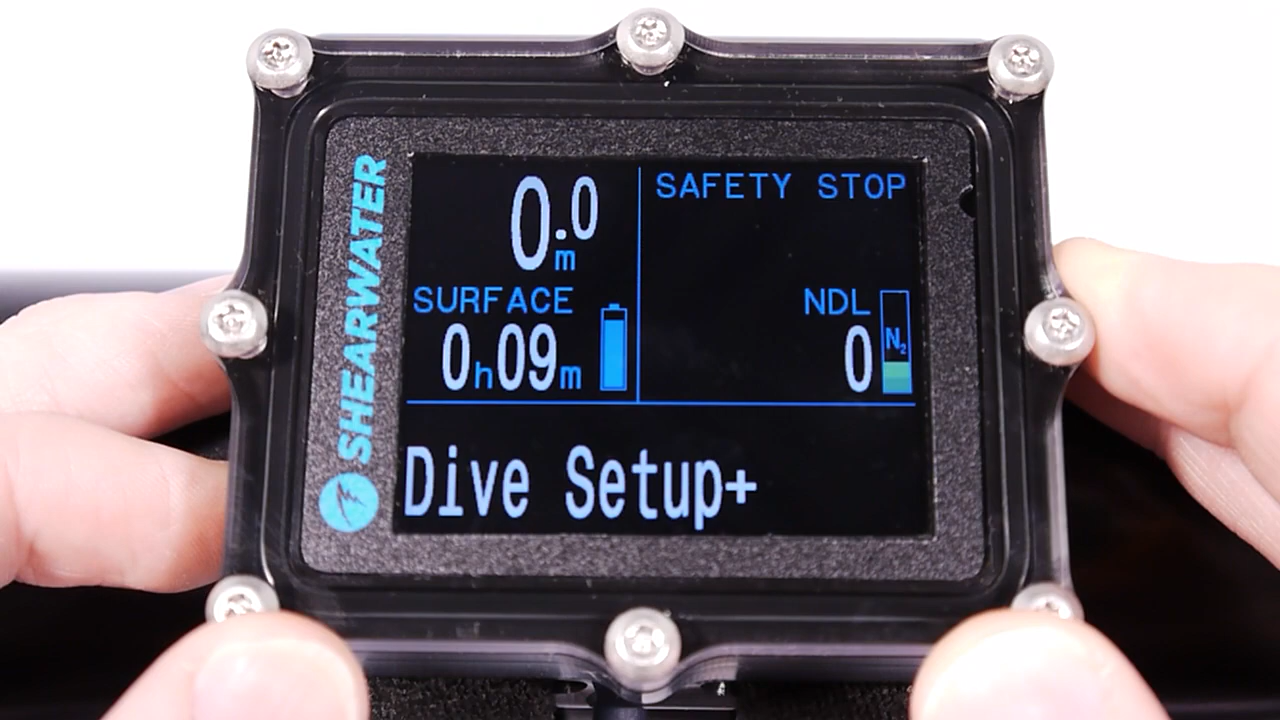 SHEARWATER
0.0
m
SURFACE
0h09m
SAFETY STOP
NDL
0
N₂
Dive Setup+